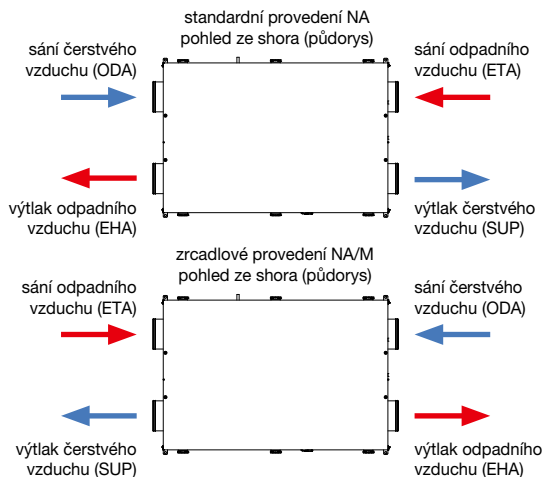 standardní provedení NA
pohled ze shora (půdorys)
sání čerstvého
vzduchu (ODA)
sání odpadního
vzduchu (ETA)
výtlak odpadního
vzduchu (EHA)
výtlak čerstvého
vzduchu (SUP)
zrcadlové provedení NA/M
pohled ze shora (půdorys)
sání odpadního
vzduchu (ETA)
sání čerstvého
vzduchu (ODA)
výtlak čerstvého
vzduchu (SUP)
výtlak odpadního
vzduchu (EHA)